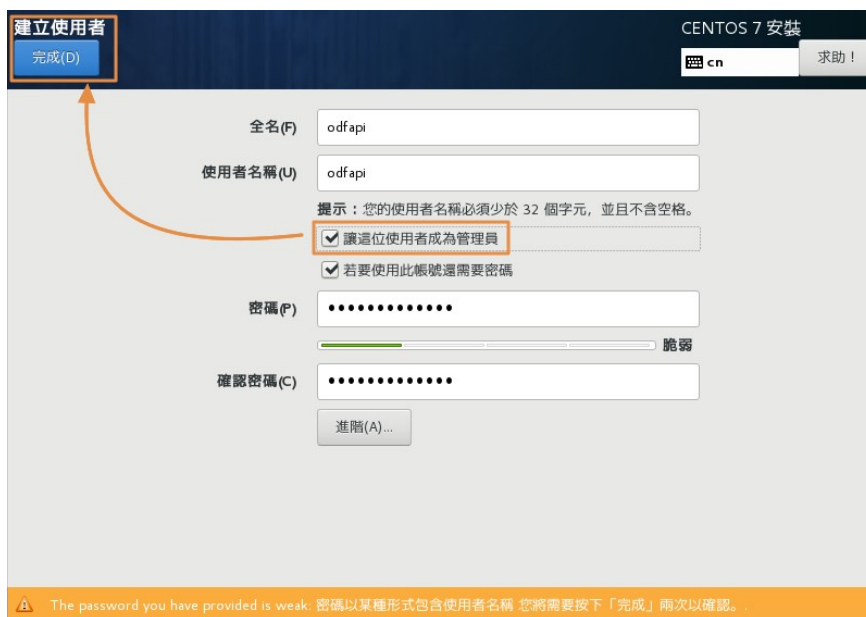 建立使用者
CENTOS 7 安裝
完成(D)
cn
求助!
全名(F)
odfapi
使用者名稱(U)
odfapi
提示:您的使用者名稱必須少於 32 個字元, 並且不含空格。
讓這位使用者成為管理員
若要使用此帳號還需要密碼
密碼(P)
•••••••••••••
脆弱
確認密碼(C)
•••••••••••••
進階(A)...
The password you have provided is weak: 密碼以某種形式包含使用者名稱 您將需要按下「完成」兩次以確認。.